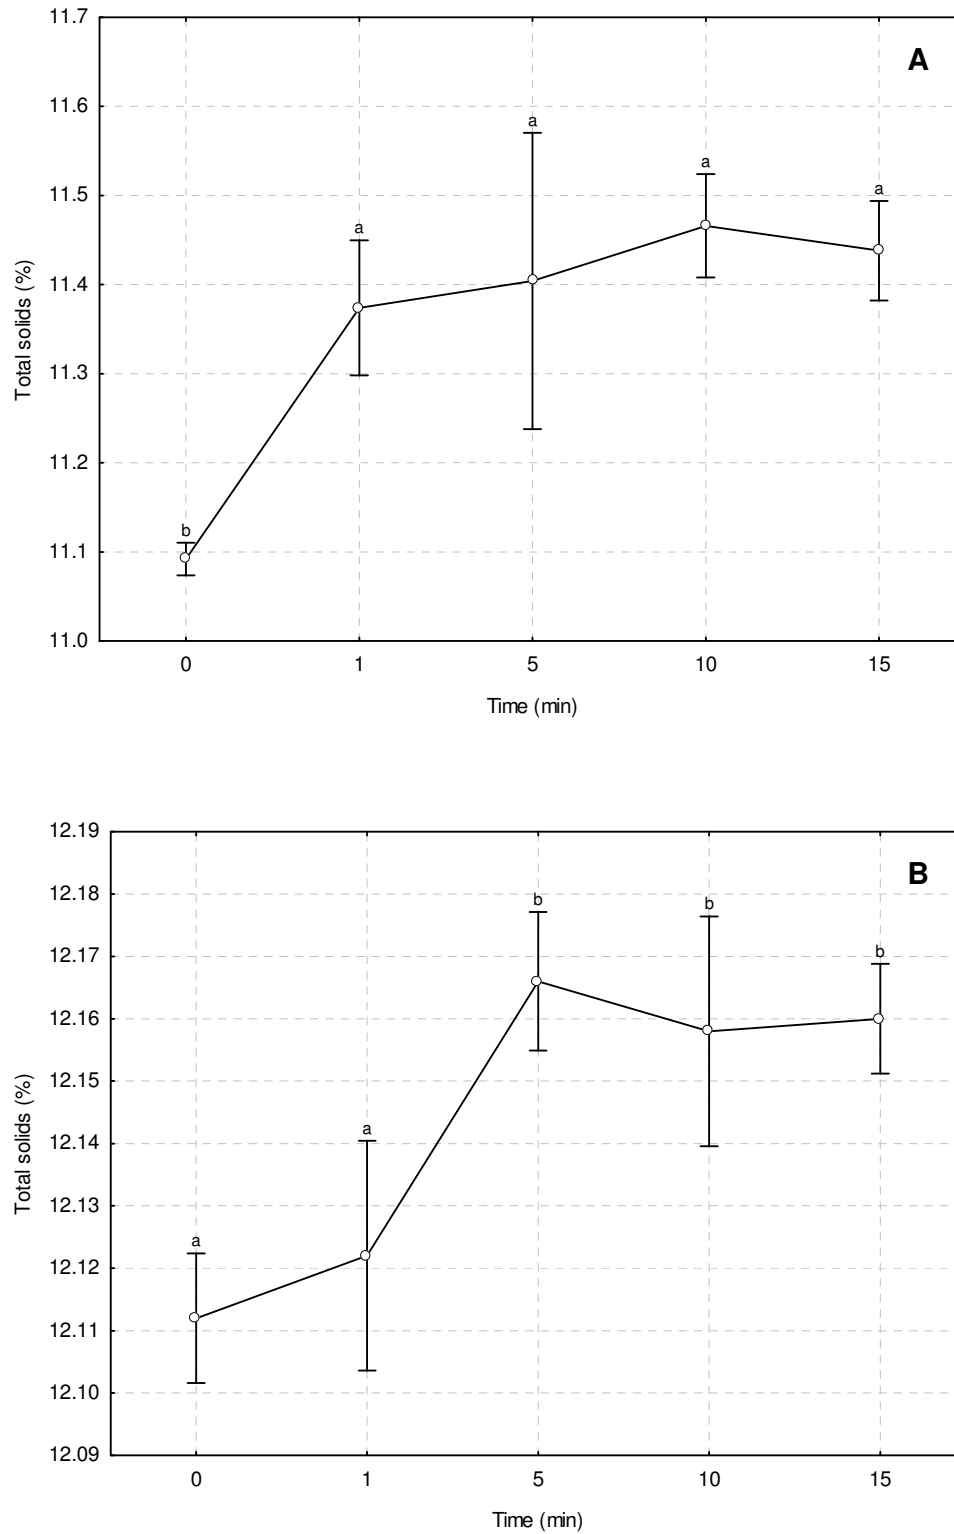 11.7
A
11.6
a
a
11.5
a
a
11.4
Total solids (%)
11.3
11.2
b
11.1
11.0
0 1 5 10 15
Time (min)
12.19
B
12.18
b
b
12.17
b
12.16
12.15
12.14
a
Total solids (%)
12.13
a
12.12
12.11
12.10
12.09
0 1 5 10 15
Time (min)